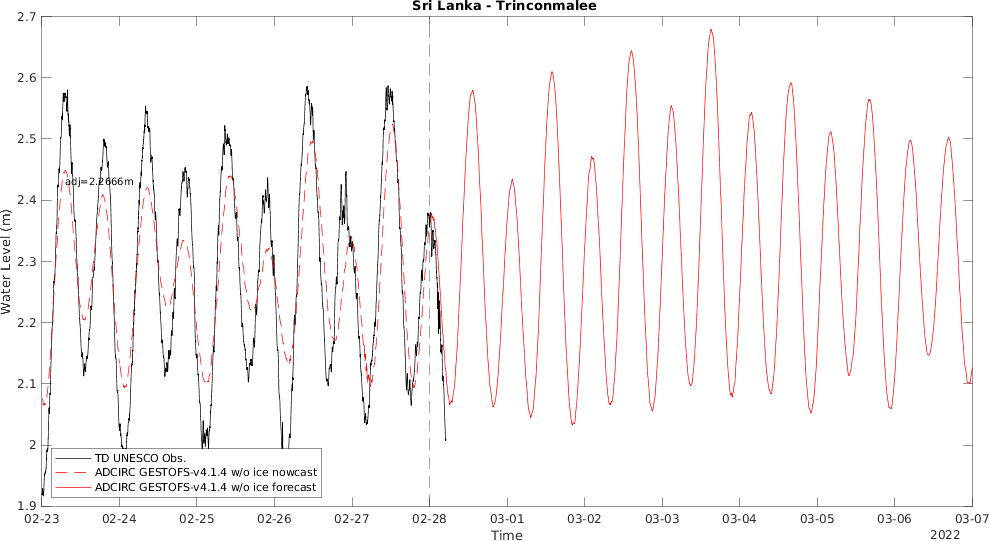 Sri Lanka - Trinconmalee
2.7
2.6
2.5
2.4
2.3
2.2
2.1
2
1.9
Water Level (m)
adj=2.2666m
TD UNESCO Obs.
ADCIRC GESTOFS-v4.1.4 w/o ice nowcast
ADCIRC GESTOFS-v4.1.4 w/o ice forecast
02-23 02-24 02-25 02-26 02-27 02-28 03-01 03-02 03-03 03-04 03-05 03-06 03-07
Time
2022